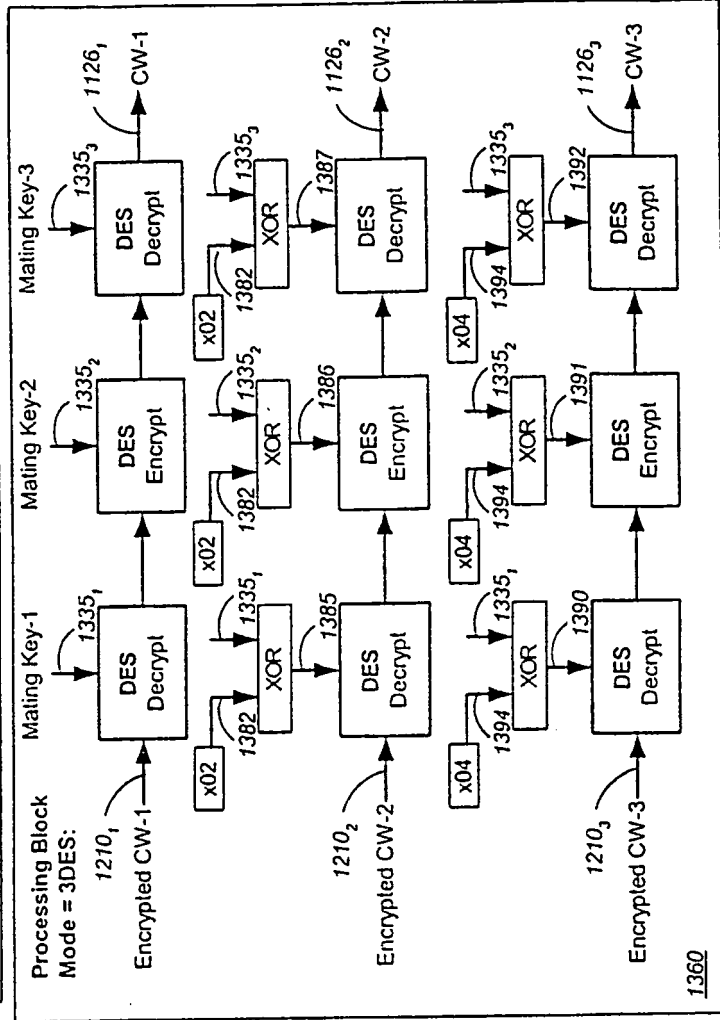 Processing Block
Mode = 3DES:
Mating Key-1
Mating Key-2
Mating Key-3
1210₁
1335₁
1335₂
1335₃
1126₁
Encrypted CW-1
DES Decrypt
DES Encrypt
DES Decrypt
CW-1
x02
1382
1335₁
x02
1382
1335₂
x02
1382
1335₃
XOR
XOR
XOR
1385
1386
1387
1210₂
1126₂
Encrypted CW-2
DES Decrypt
DES Encrypt
DES Decrypt
CW-2
x04
1394
1335₁
x04
1394
1335₂
x04
1394
1335₃
XOR
XOR
XOR
1390
1391
1392
1210₃
1126₃
Encrypted CW-3
DES Decrypt
DES Encrypt
DES Decrypt
CW-3
1360